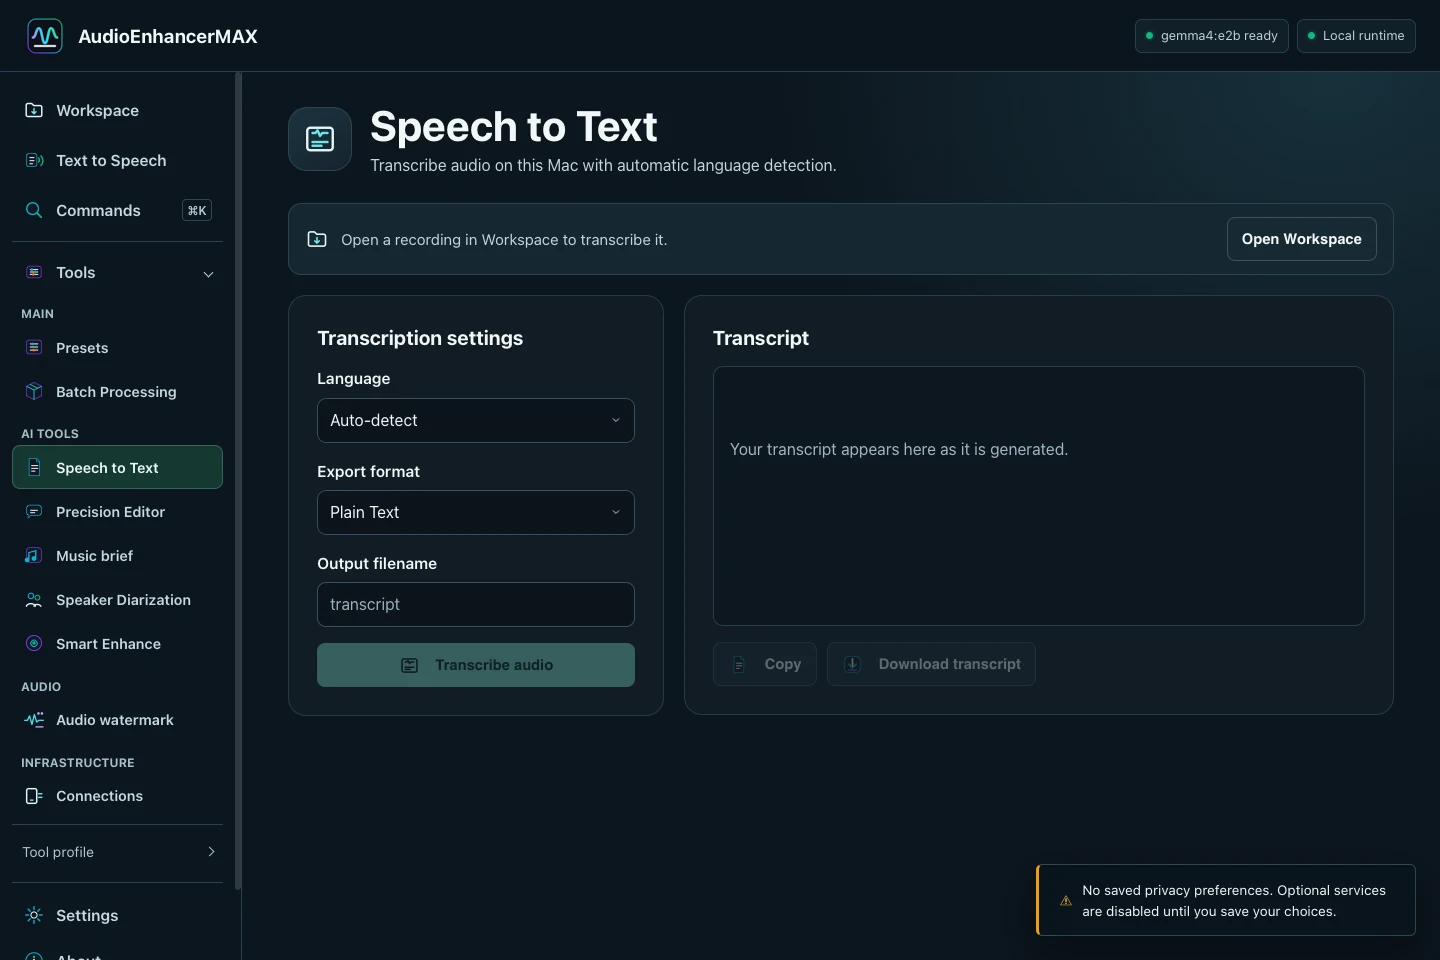 AudioEnhancerMAX
gemma4:e2b ready
Local runtime
Workspace
Text to Speech
Commands
⌘K
Tools
MAIN
Presets
Batch Processing
AI TOOLS
Speech to Text
Precision Editor
Music brief
Speaker Diarization
Smart Enhance
AUDIO
Audio watermark
INFRASTRUCTURE
Connections
Tool profile
Settings
About
Speech to Text
Transcribe audio on this Mac with automatic language detection.
Open a recording in Workspace to transcribe it.
Open Workspace
Transcription settings
Language
Auto-detect
Export format
Plain Text
Output filename
transcript
Transcribe audio
Transcript
Your transcript appears here as it is generated.
Copy
Download transcript
No saved privacy preferences. Optional services
are disabled until you save your choices.